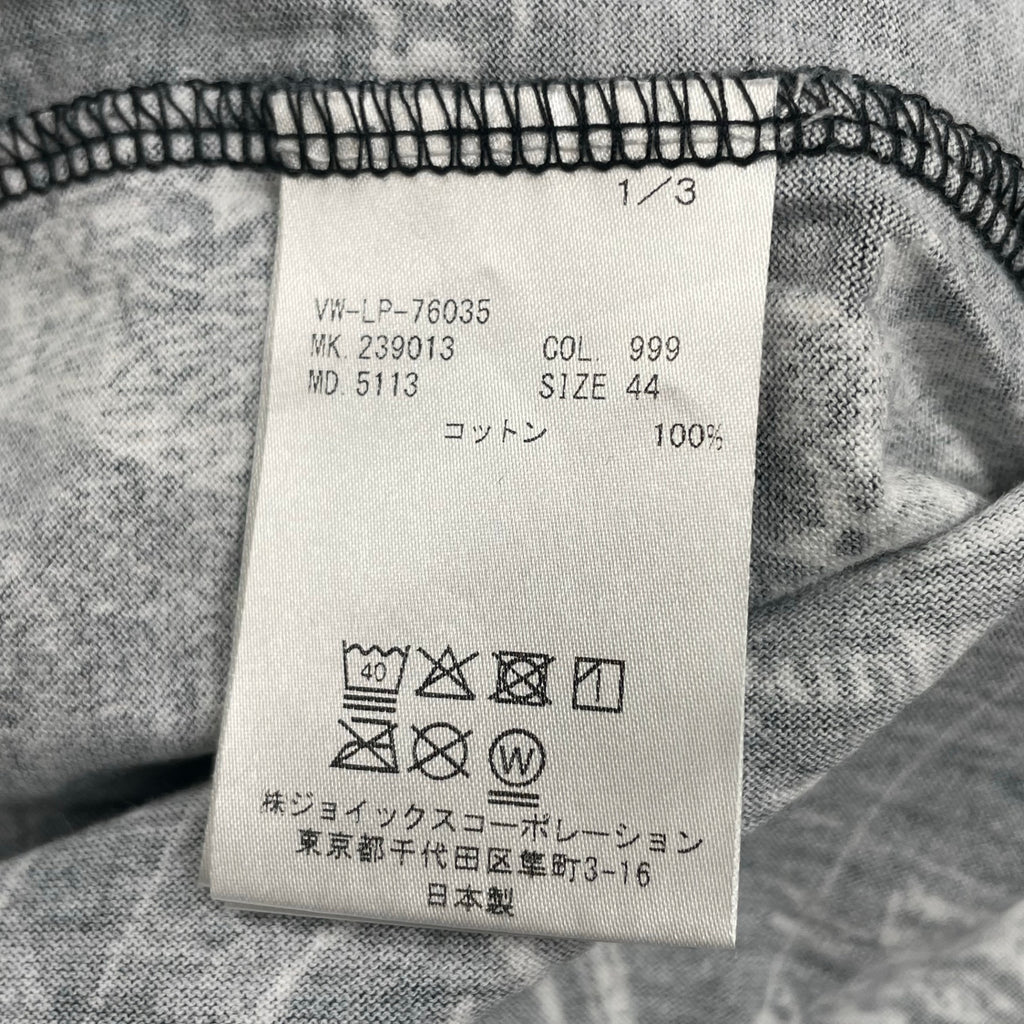 1/3
VW-LP-76035
MK. 239013 COL. 999
MD. 5113 SIZE 44
コットン 100%
40
W
株ジョイックスコーポレーション
東京都千代田区隼町3-16
日本製